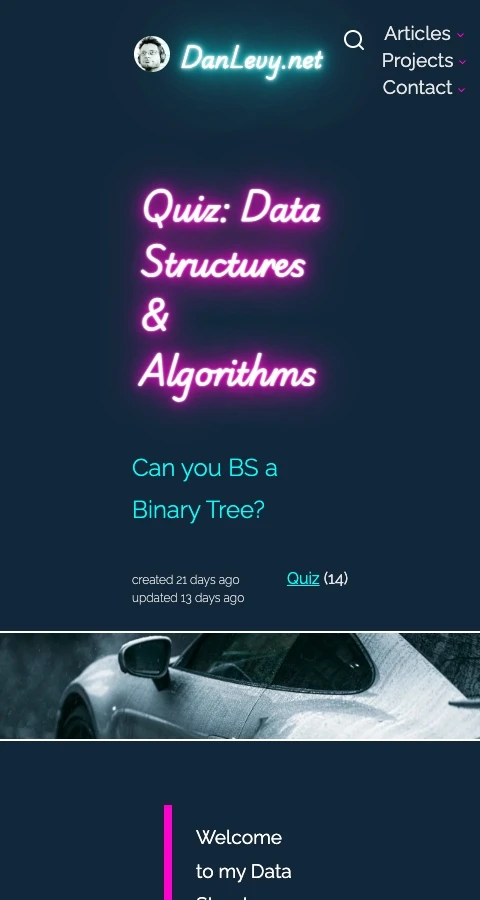 DanLevy.net
Articles
Projects
Contact
Quiz: Data
Structures
&
Algorithms
Can you BS a
Binary Tree?
created 21 days ago
updated 13 days ago
Quiz (14)
Welcome
to my Data